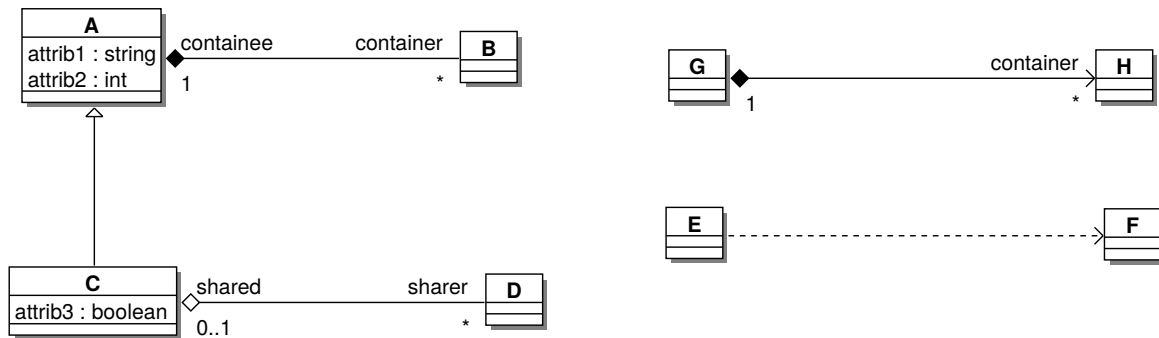 A
attrib1 : string
attrib2 : int
containee
container
B
1
*
G
container
H
1
*
E
F
C
attrib3 : boolean
shared
sharer
D
0..1
*